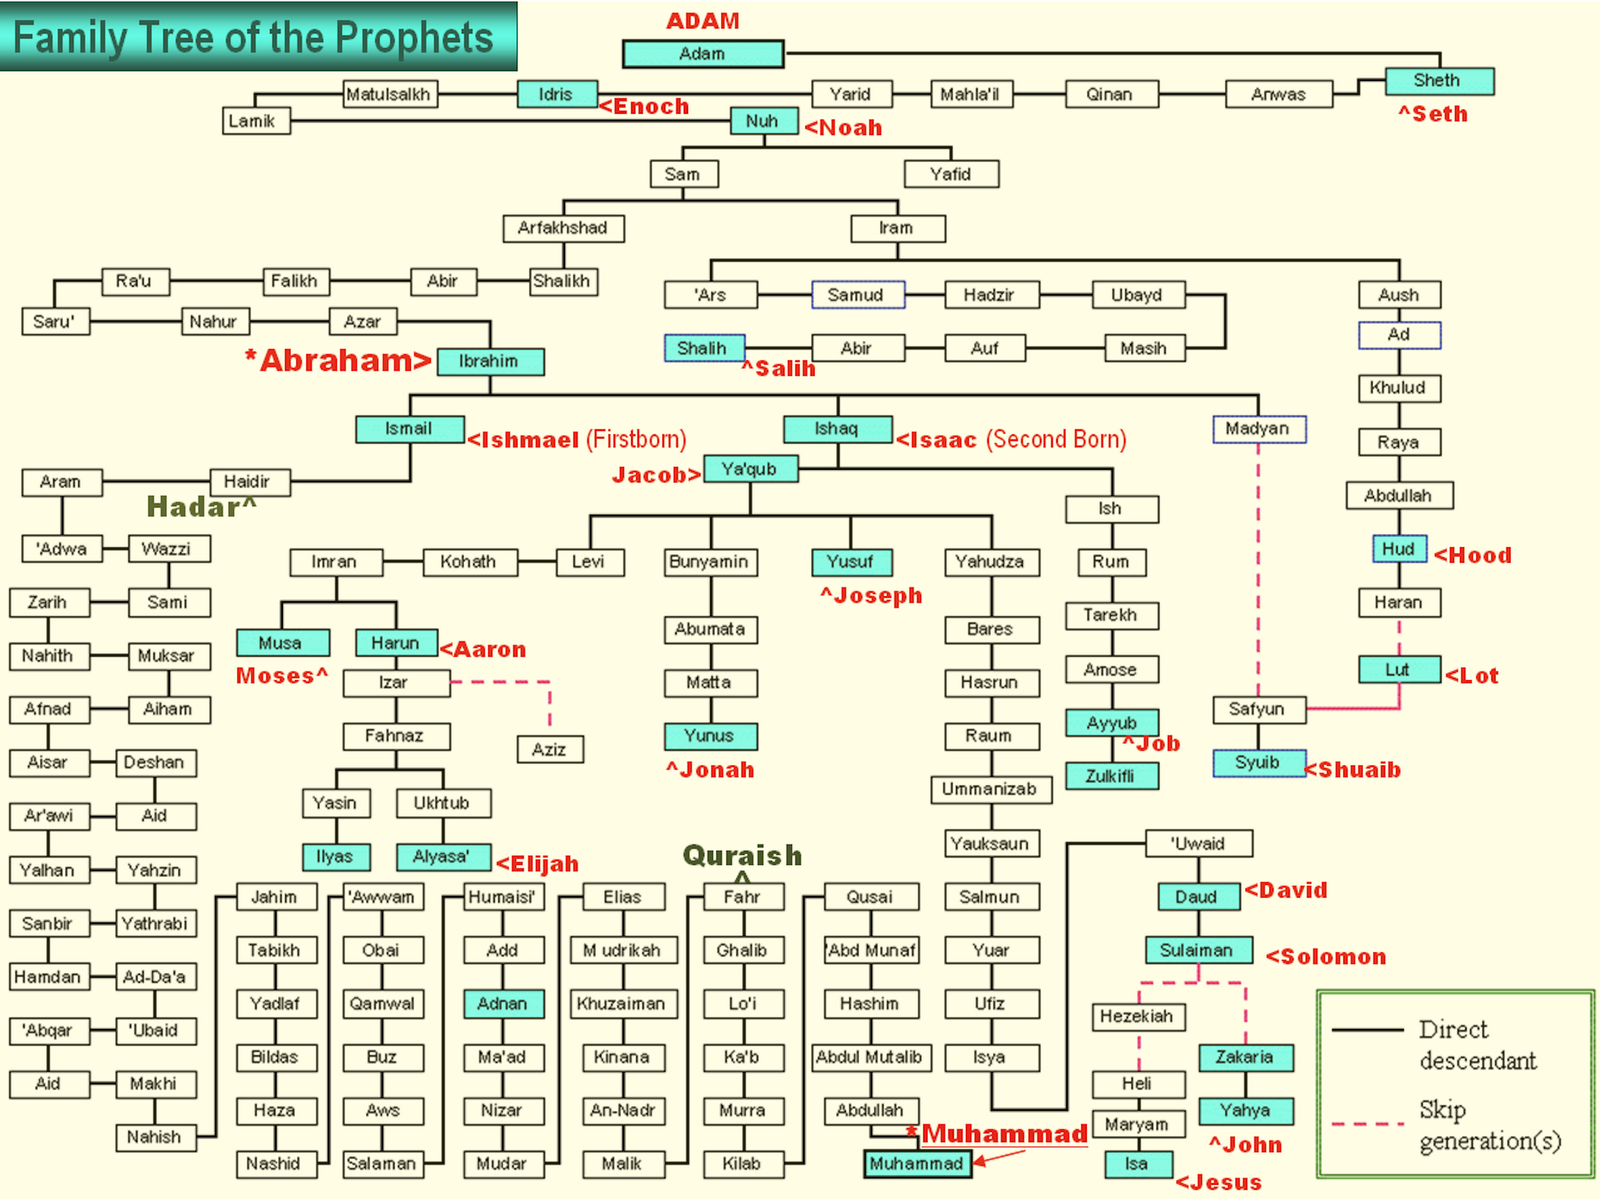 Family Tree of the Prophets
ADAM
Adam
Sheth
^Seth
Matulsalkh
Idris
<Enoch
Yarid
Mahla'il
Qinan
Anwas
Lamik
Nuh
<Noah
Sam
Yafid
Arfakhshad
Iram
Ra'u
Falikh
Abir
Shalikh
'Ars
Samud
Hadzir
Ubayd
Aush
Saru'
Nahur
Azar
Ad
*Abraham>
Ibrahim
Shalih
^Salih
Abir
Auf
Masih
Khulud
Ismail
<Ishmael (Firstborn)
Ishaq
<Isaac (Second Born)
Madyan
Raya
Jacob>
Ya'qub
Aram
Haidir
Hadar^
Ish
Abdullah
'Adwa
Wazzi
Imran
Kohath
Levi
Bunyamin
Yusuf
^Joseph
Yahudza
Rum
Hud
<Hood
Zarih
Sami
Musa
Moses^
Harun
<Aaron
Abumata
Bares
Tarekh
Haran
Nahith
Muksar
Izar
Matta
Hasrun
Amose
Lut
<Lot
Afnad
Aiham
Fahnaz
Aziz
Yunus
^Jonah
Raum
Ayyub
^Job
Safyun
Aisar
Deshan
Zulkifli
Syuib
<Shuaib
Yasin
Ukhtub
Ummanizab
Ar'awi
Aid
Ilyas
Alyasa'
<Elijah
Quraish
^
Yauksaun
'Uwaid
Yalhan
Yahzin
Jahim
'Awwam
Humaisi'
Elias
Fahr
Qusai
Salmun
Daud
<David
Sanbir
Yathrabi
Tabikh
Obai
Add
Mudrikah
Ghalib
'Abd Munaf
Yuar
Sulaiman
<Solomon
Hamdan
Ad-Da'a
Yadlaf
Qamwal
Adnan
Khuzaiman
Lo'i
Hashim
Ufiz
Hezekiah
'Abqar
'Ubaid
Bildas
Buz
Ma'ad
Kinana
Ka'b
Abdul Mutalib
Isya
Zakaria
Aid
Makhi
Haza
Aws
Nizar
An-Nadr
Murra
Abdullah
Heli
Yahya
^John
Nahish
Nashid
Salaman
Mudar
Malik
Kilab
*Muhammad
Muhammad
Maryam
Isa
<Jesus
Direct
descendant
Skip
generation(s)